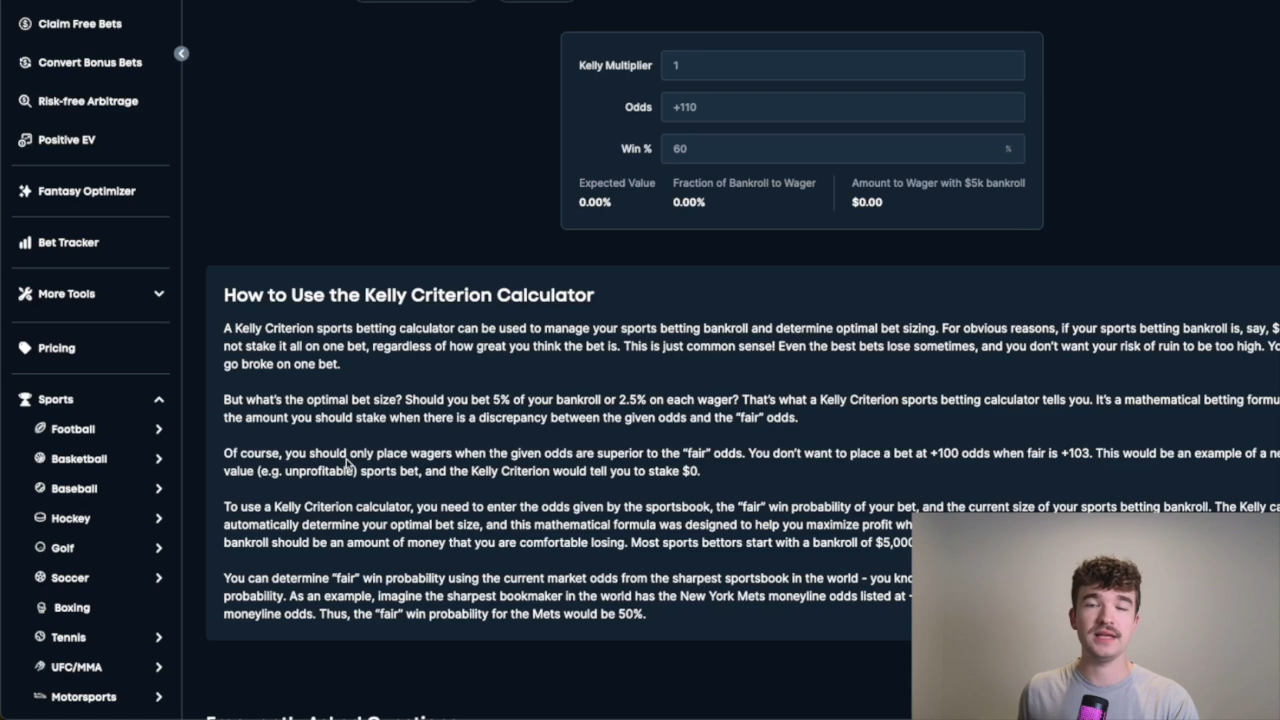 Claim Free Bets
Convert Bonus Bets
Risk-free Arbitrage
Positive EV
Fantasy Optimizer
Bet Tracker
More Tools
Pricing
Sports
Football
Basketball
Baseball
Hockey
Golf
Soccer
Boxing
Tennis
UFC/MMA
Motorsports
Kelly Multiplier 1
Odds +110
Win % 60 %
Expected Value Fraction of Bankroll to Wager Amount to Wager with $5k bankroll
0.00% 0.00% $0.00
How to Use the Kelly Criterion Calculator
A Kelly Criterion sports betting calculator can be used to manage your sports betting bankroll and determine optimal bet sizing. For obvious reasons, if your sports betting bankroll is, say, $
not stake it all on one bet, regardless of how great you think the bet is. This is just common sense! Even the best bets lose sometimes, and you don't want your risk of ruin to be too high. Yo
go broke on one bet.
But what's the optimal bet size? Should you bet 5% of your bankroll or 2.5% on each wager? That's what a Kelly Criterion sports betting calculator tells you. It's a mathematical betting formu
the amount you should stake when there is a discrepancy between the given odds and the "fair" odds.
Of course, you should only place wagers when the given odds are superior to the "fair" odds. You don't want to place a bet at +100 odds when fair is +103. This would be an example of a ne
value (e.g. unprofitable) sports bet, and the Kelly Criterion would tell you to stake $0.
To use a Kelly Criterion calculator, you need to enter the odds given by the sportsbook, the "fair" win probability of your bet, and the current size of your sports betting bankroll. The Kelly ca
automatically determine your optimal bet size, and this mathematical formula was designed to help you maximize profit wh
bankroll should be an amount of money that you are comfortable losing. Most sports bettors start with a bankroll of $5,000
You can determine "fair" win probability using the current market odds from the sharpest sportsbook in the world - you kno
probability. As an example, imagine the sharpest bookmaker in the world has the New York Mets moneyline odds listed at -
moneyline odds. Thus, the "fair" win probability for the Mets would be 50%.
Frequently Asked Questions